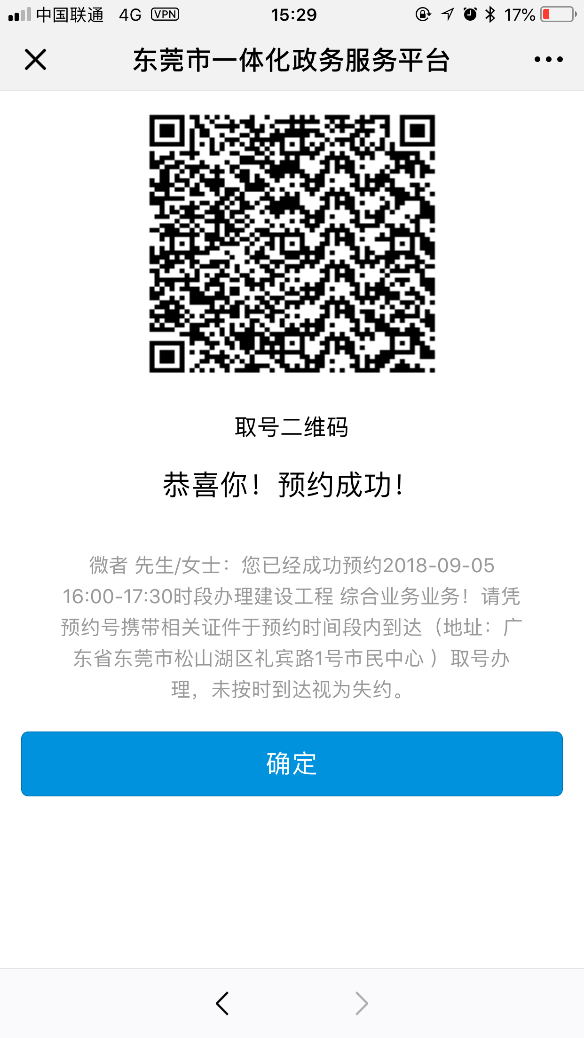 中国联通 4G VPN 15:29 17%
东莞市一体化政务服务平台
取号二维码
恭喜你！预约成功！
微者 先生/女士：您已经成功预约2018-09-05
16:00-17:30时段办理建设工程 综合业务业务！请凭
预约号携带相关证件于预约时间段内到达（地址：广
东省东莞市松山湖区礼宾路1号市民中心 ）取号办
理，未按时到达视为失约。
确定